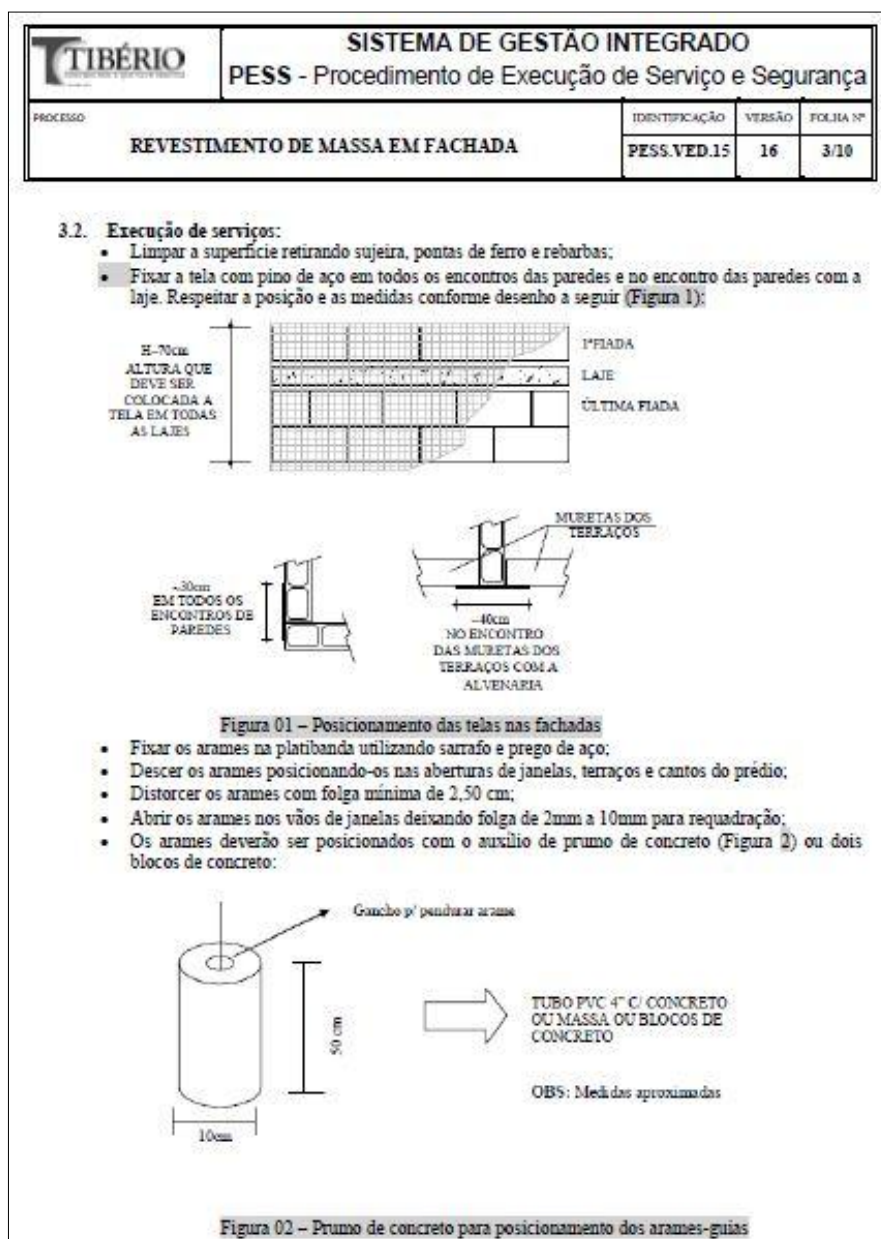 TIBÉRIO
SISTEMA DE GESTÃO INTEGRADO
PESS - Procedimento de Execução de Serviço e Segurança
PROCESSO
IDENTIFICAÇÃO VERSÃO FOLHA Nº
REVESTIMENTO DE MASSA EM FACHADA
PESS.VED.15 16 3/10
3.2. Execução de serviços:
• Limpar a superfície retirando sujeira, pontas de ferro e rebarbas;
• Fixar a tela com pino de aço em todos os encontros das paredes e no encontro das paredes com a
laje. Respeitar a posição e as medidas conforme desenho a seguir (Figura 1):
H~70cm
ALTURA QUE
DEVE SER
COLOCADA A
TELA EM TODAS
AS LAJES
1ªFIADA
LAJE
ÚLTIMA FIADA
~30cm
EM TODOS OS
ENCONTROS DE
PAREDES
MURETAS DOS
TERRAÇOS
~40cm
NO ENCONTRO
DAS MURETAS DOS
TERRAÇOS COM A
ALVENARIA
Figura 01 – Posicionamento das telas nas fachadas
• Fixar os arames na platibanda utilizando sarrafo e prego de aço;
• Descer os arames posicionando-os nas aberturas de janelas, terraços e cantos do prédio;
• Distorcer os arames com folga mínima de 2,50 cm;
• Abrir os arames nos vãos de janelas deixando folga de 2mm a 10mm para requadração;
• Os arames deverão ser posicionados com o auxílio de prumo de concreto (Figura 2) ou dois
blocos de concreto:
Gancho p/ pendurar arame
50 cm
10cm
TUBO PVC 4" C/ CONCRETO
OU MASSA OU BLOCOS DE
CONCRETO
OBS: Medidas aproximadas
Figura 02 – Prumo de concreto para posicionamento dos arames-guias